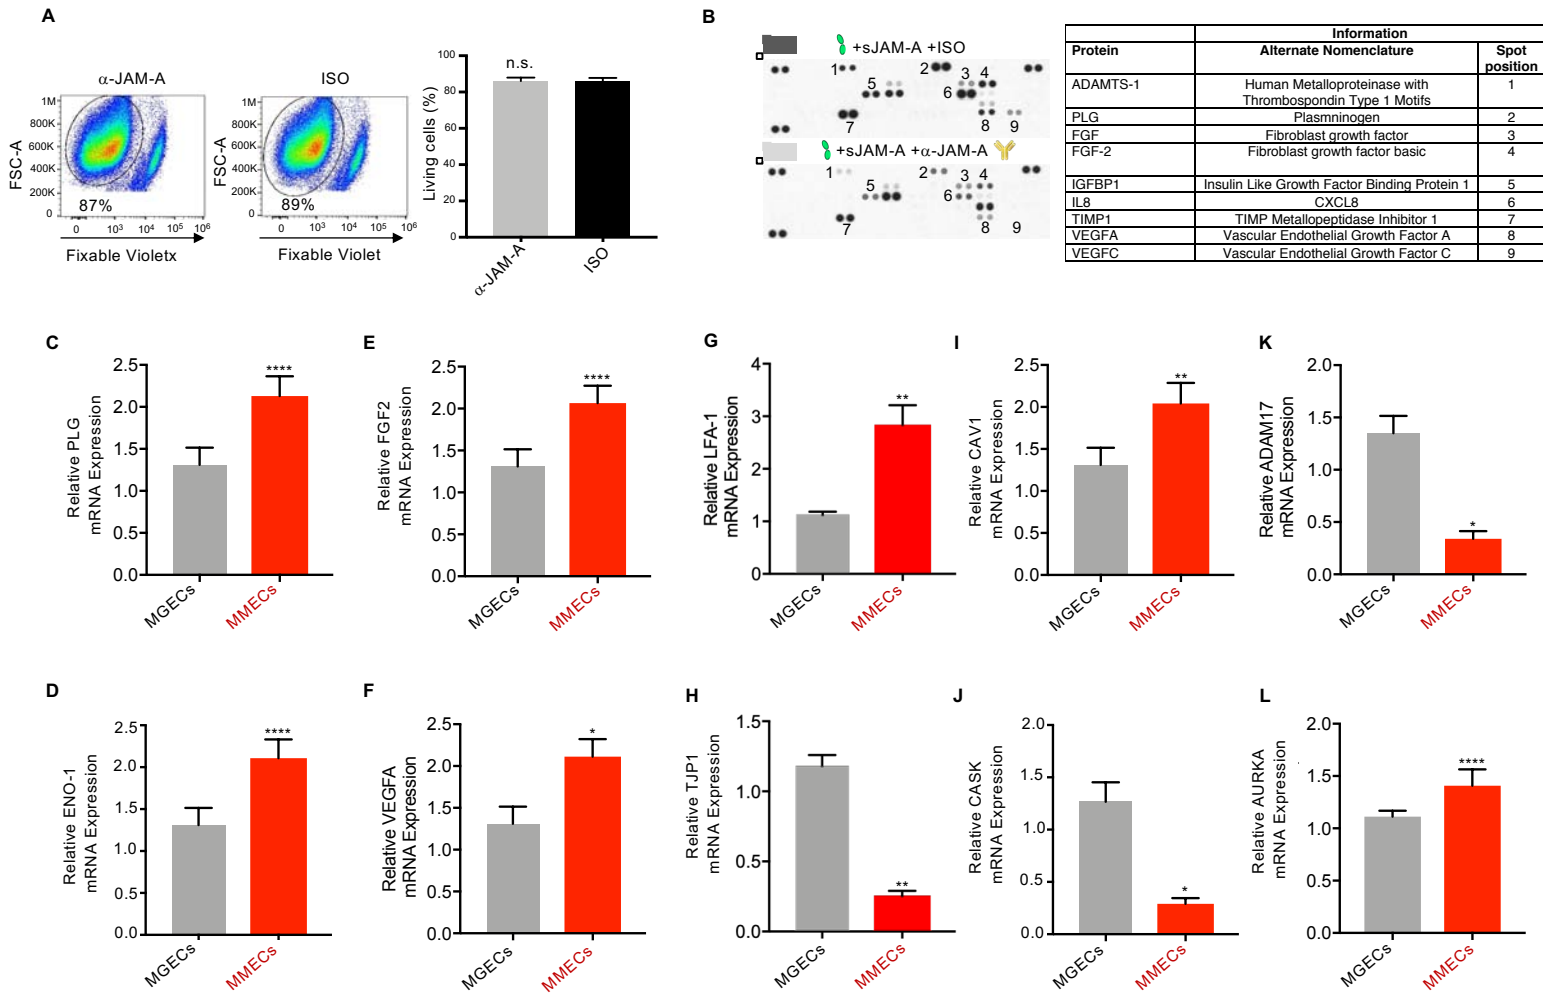 A
α-JAM-A
ISO
FSC-A
1M
800K
600K
400K
200K
0
87%
0 10³ 10⁴ 10⁵ 10⁶
Fixable Violetx
FSC-A
1M
800K
600K
400K
200K
0
89%
0 10³ 10⁴ 10⁵ 10⁶
Fixable Violet
Living cells (%)
100
80
60
40
20
0
n.s.
α-JAM-A
ISO
B
+sJAM-A +ISO
1 2 3 4
5 6
7 8 9
+sJAM-A +α-JAM-A
1 2 3 4
5 6
7 8 9
Information
Protein Alternate Nomenclature Spot position
ADAMTS-1 Human Metalloproteinase with Thrombospondin Type 1 Motifs 1
PLG Plasmninogen 2
FGF Fibroblast growth factor 3
FGF-2 Fibroblast growth factor basic 4
IGFBP1 Insulin Like Growth Factor Binding Protein 1 5
IL8 CXCL8 6
TIMP1 TIMP Metallopeptidase Inhibitor 1 7
VEGFA Vascular Endothelial Growth Factor A 8
VEGFC Vascular Endothelial Growth Factor C 9
C
Relative PLG
mRNA Expression
2.5
2.0
1.5
1.0
0.5
0.0
****
MGECs
MMECs
E
Relative FGF2
mRNA Expression
2.5
2.0
1.5
1.0
0.5
0.0
****
MGECs
MMECs
G
Relative LFA-1
mRNA Expression
4
3
2
1
0
**
MGECs
MMECs
I
Relative CAV1
mRNA Expression
2.5
2.0
1.5
1.0
0.5
0.0
**
MGECs
MMECs
K
Relative ADAM17
mRNA Expression
2.0
1.5
1.0
0.5
0.0
*
MGECs
MMECs
D
Relative ENO-1
mRNA Expression
2.5
2.0
1.5
1.0
0.5
0.0
****
MGECs
MMECs
F
Relative VEGFA
mRNA Expression
2.5
2.0
1.5
1.0
0.5
0.0
*
MGECs
MMECs
H
Relative TJP1
mRNA Expression
1.5
1.0
0.5
0.0
**
MGECs
MMECs
J
Relative CASK
mRNA Expression
2.0
1.5
1.0
0.5
0.0
*
MGECs
MMECs
L
Relative AURKA
mRNA Expression
2.0
1.5
1.0
0.5
0.0
****
MGECs
MMECs